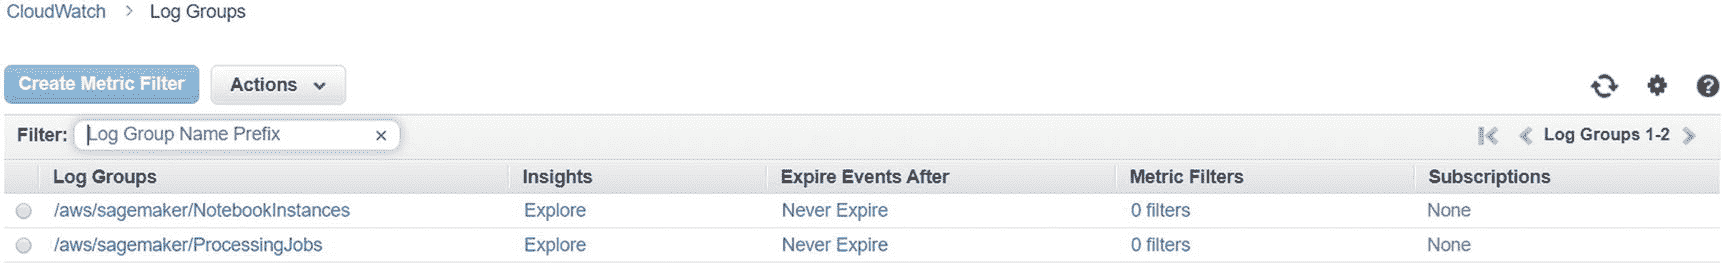 CloudWatch > Log Groups
Create Metric Filter Actions
Filter: Log Group Name Prefix × Log Groups 1-2
Log Groups Insights Expire Events After Metric Filters Subscriptions
/aws/sagemaker/NotebookInstances Explore Never Expire 0 filters None
/aws/sagemaker/ProcessingJobs Explore Never Expire 0 filters None